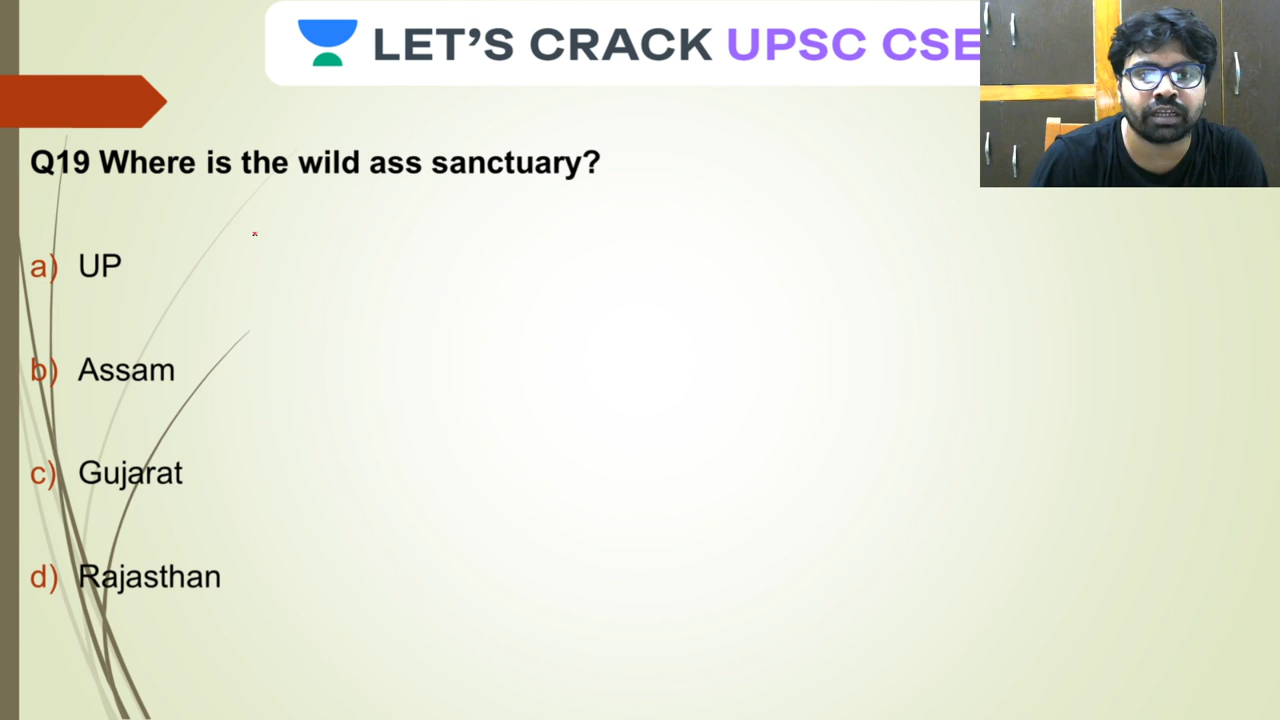 LET'S CRACK UPSC CSE
Q19 Where is the wild ass sanctuary?
a) UP
b) Assam
c) Gujarat
d) Rajasthan